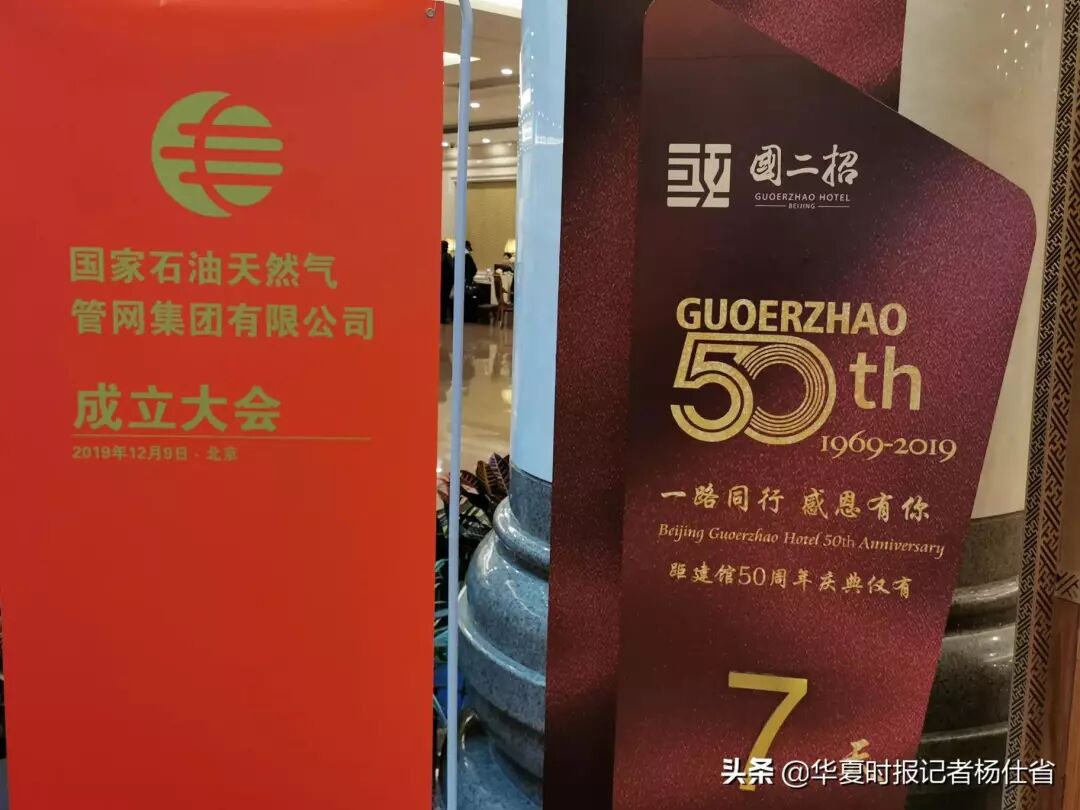 国家石油天然气
管网集团有限公司
成立大会
2019年12月9日·北京
國二招
GUOERZHAO HOTEL
BEIJING
GUOERZHAO
50th
1969-2019
一路同行 感恩有你
Beijing Guoerzhao Hotel 50th Anniversary
距建馆50周年庆典仅有
7
天
头条 @华夏时报记者杨仕省